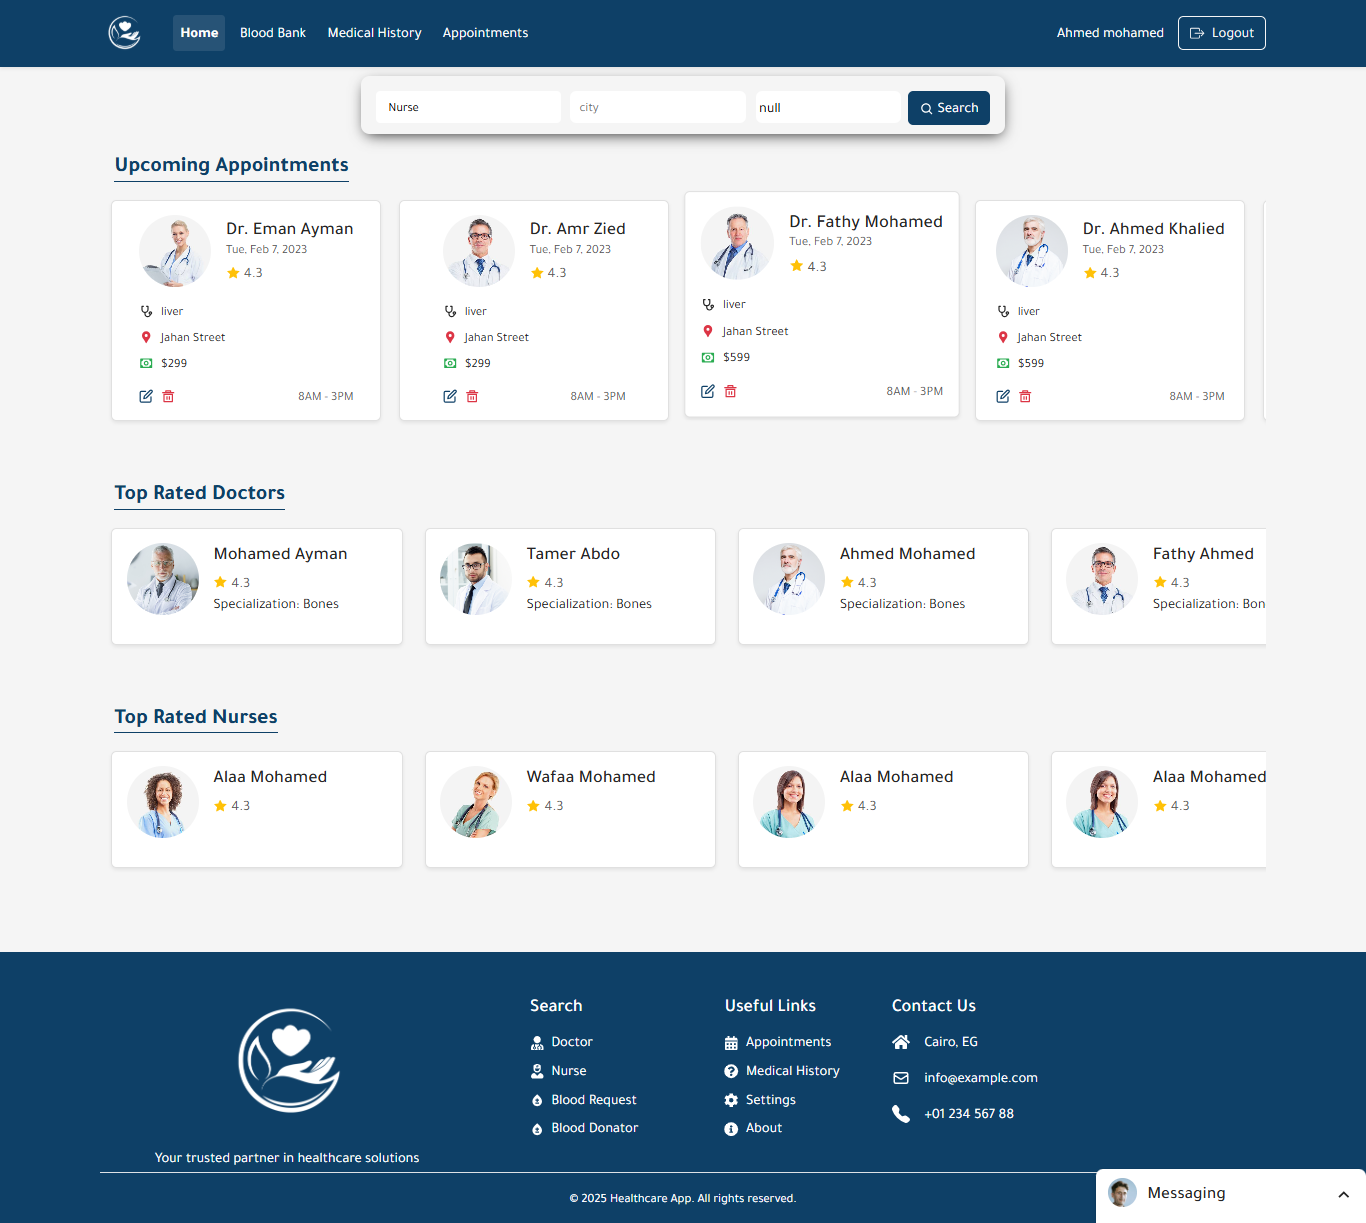 Home
Blood Bank
Medical History
Appointments
Ahmed mohamed
Logout
Nurse
city
null
Search
Upcoming Appointments
Dr. Eman Ayman
Tue, Feb 7, 2023
4.3
liver
Jahan Street
$299
8AM - 3PM
Dr. Amr Zied
Tue, Feb 7, 2023
4.3
liver
Jahan Street
$299
8AM - 3PM
Dr. Fathy Mohamed
Tue, Feb 7, 2023
4.3
liver
Jahan Street
$599
8AM - 3PM
Dr. Ahmed Khalied
Tue, Feb 7, 2023
4.3
liver
Jahan Street
$599
8AM - 3PM
Top Rated Doctors
Mohamed Ayman
4.3
Specialization: Bones
Tamer Abdo
4.3
Specialization: Bones
Ahmed Mohamed
4.3
Specialization: Bones
Fathy Ahmed
4.3
Specialization: Bon
Top Rated Nurses
Alaa Mohamed
4.3
Wafaa Mohamed
4.3
Alaa Mohamed
4.3
Alaa Mohamed
4.3
Your trusted partner in healthcare solutions
Search
Doctor
Nurse
Blood Request
Blood Donator
Useful Links
Appointments
Medical History
Settings
About
Contact Us
Cairo, EG
info@example.com
+01 234 567 88
© 2025 Healthcare App. All rights reserved.
Messaging